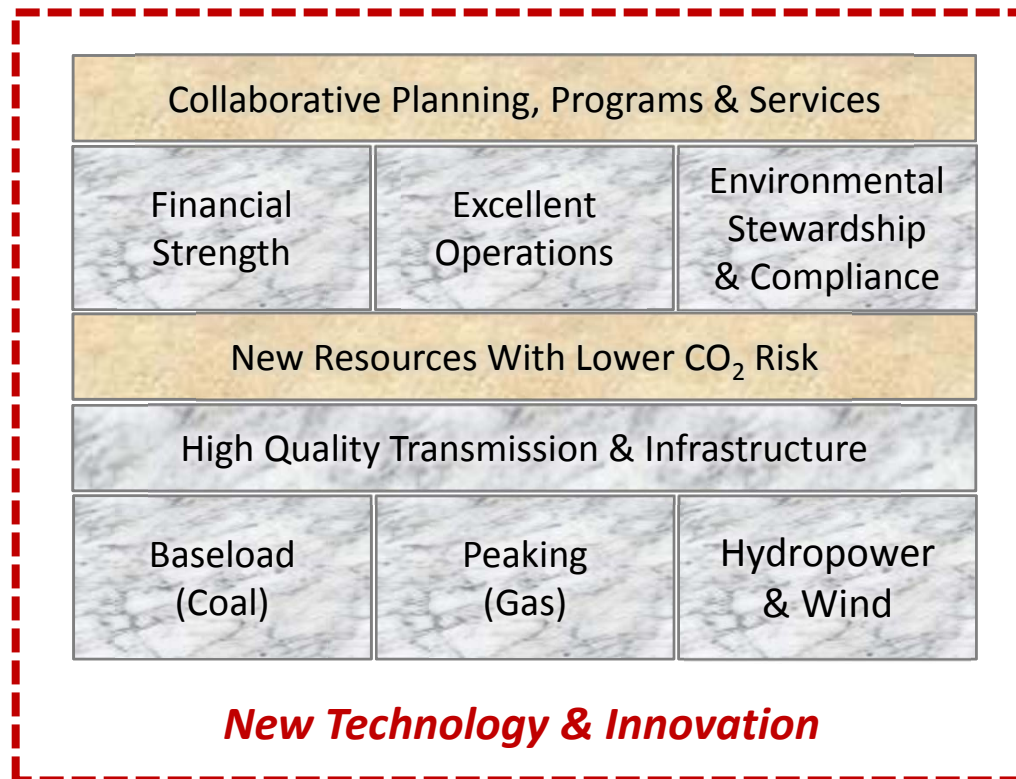 Collaborative Planning, Programs & Services
Financial
Strength
Excellent
Operations
Environmental
Stewardship
& Compliance
New Resources With Lower CO₂ Risk
High Quality Transmission & Infrastructure
Baseload
(Coal)
Peaking
(Gas)
Hydropower
& Wind
New Technology & Innovation